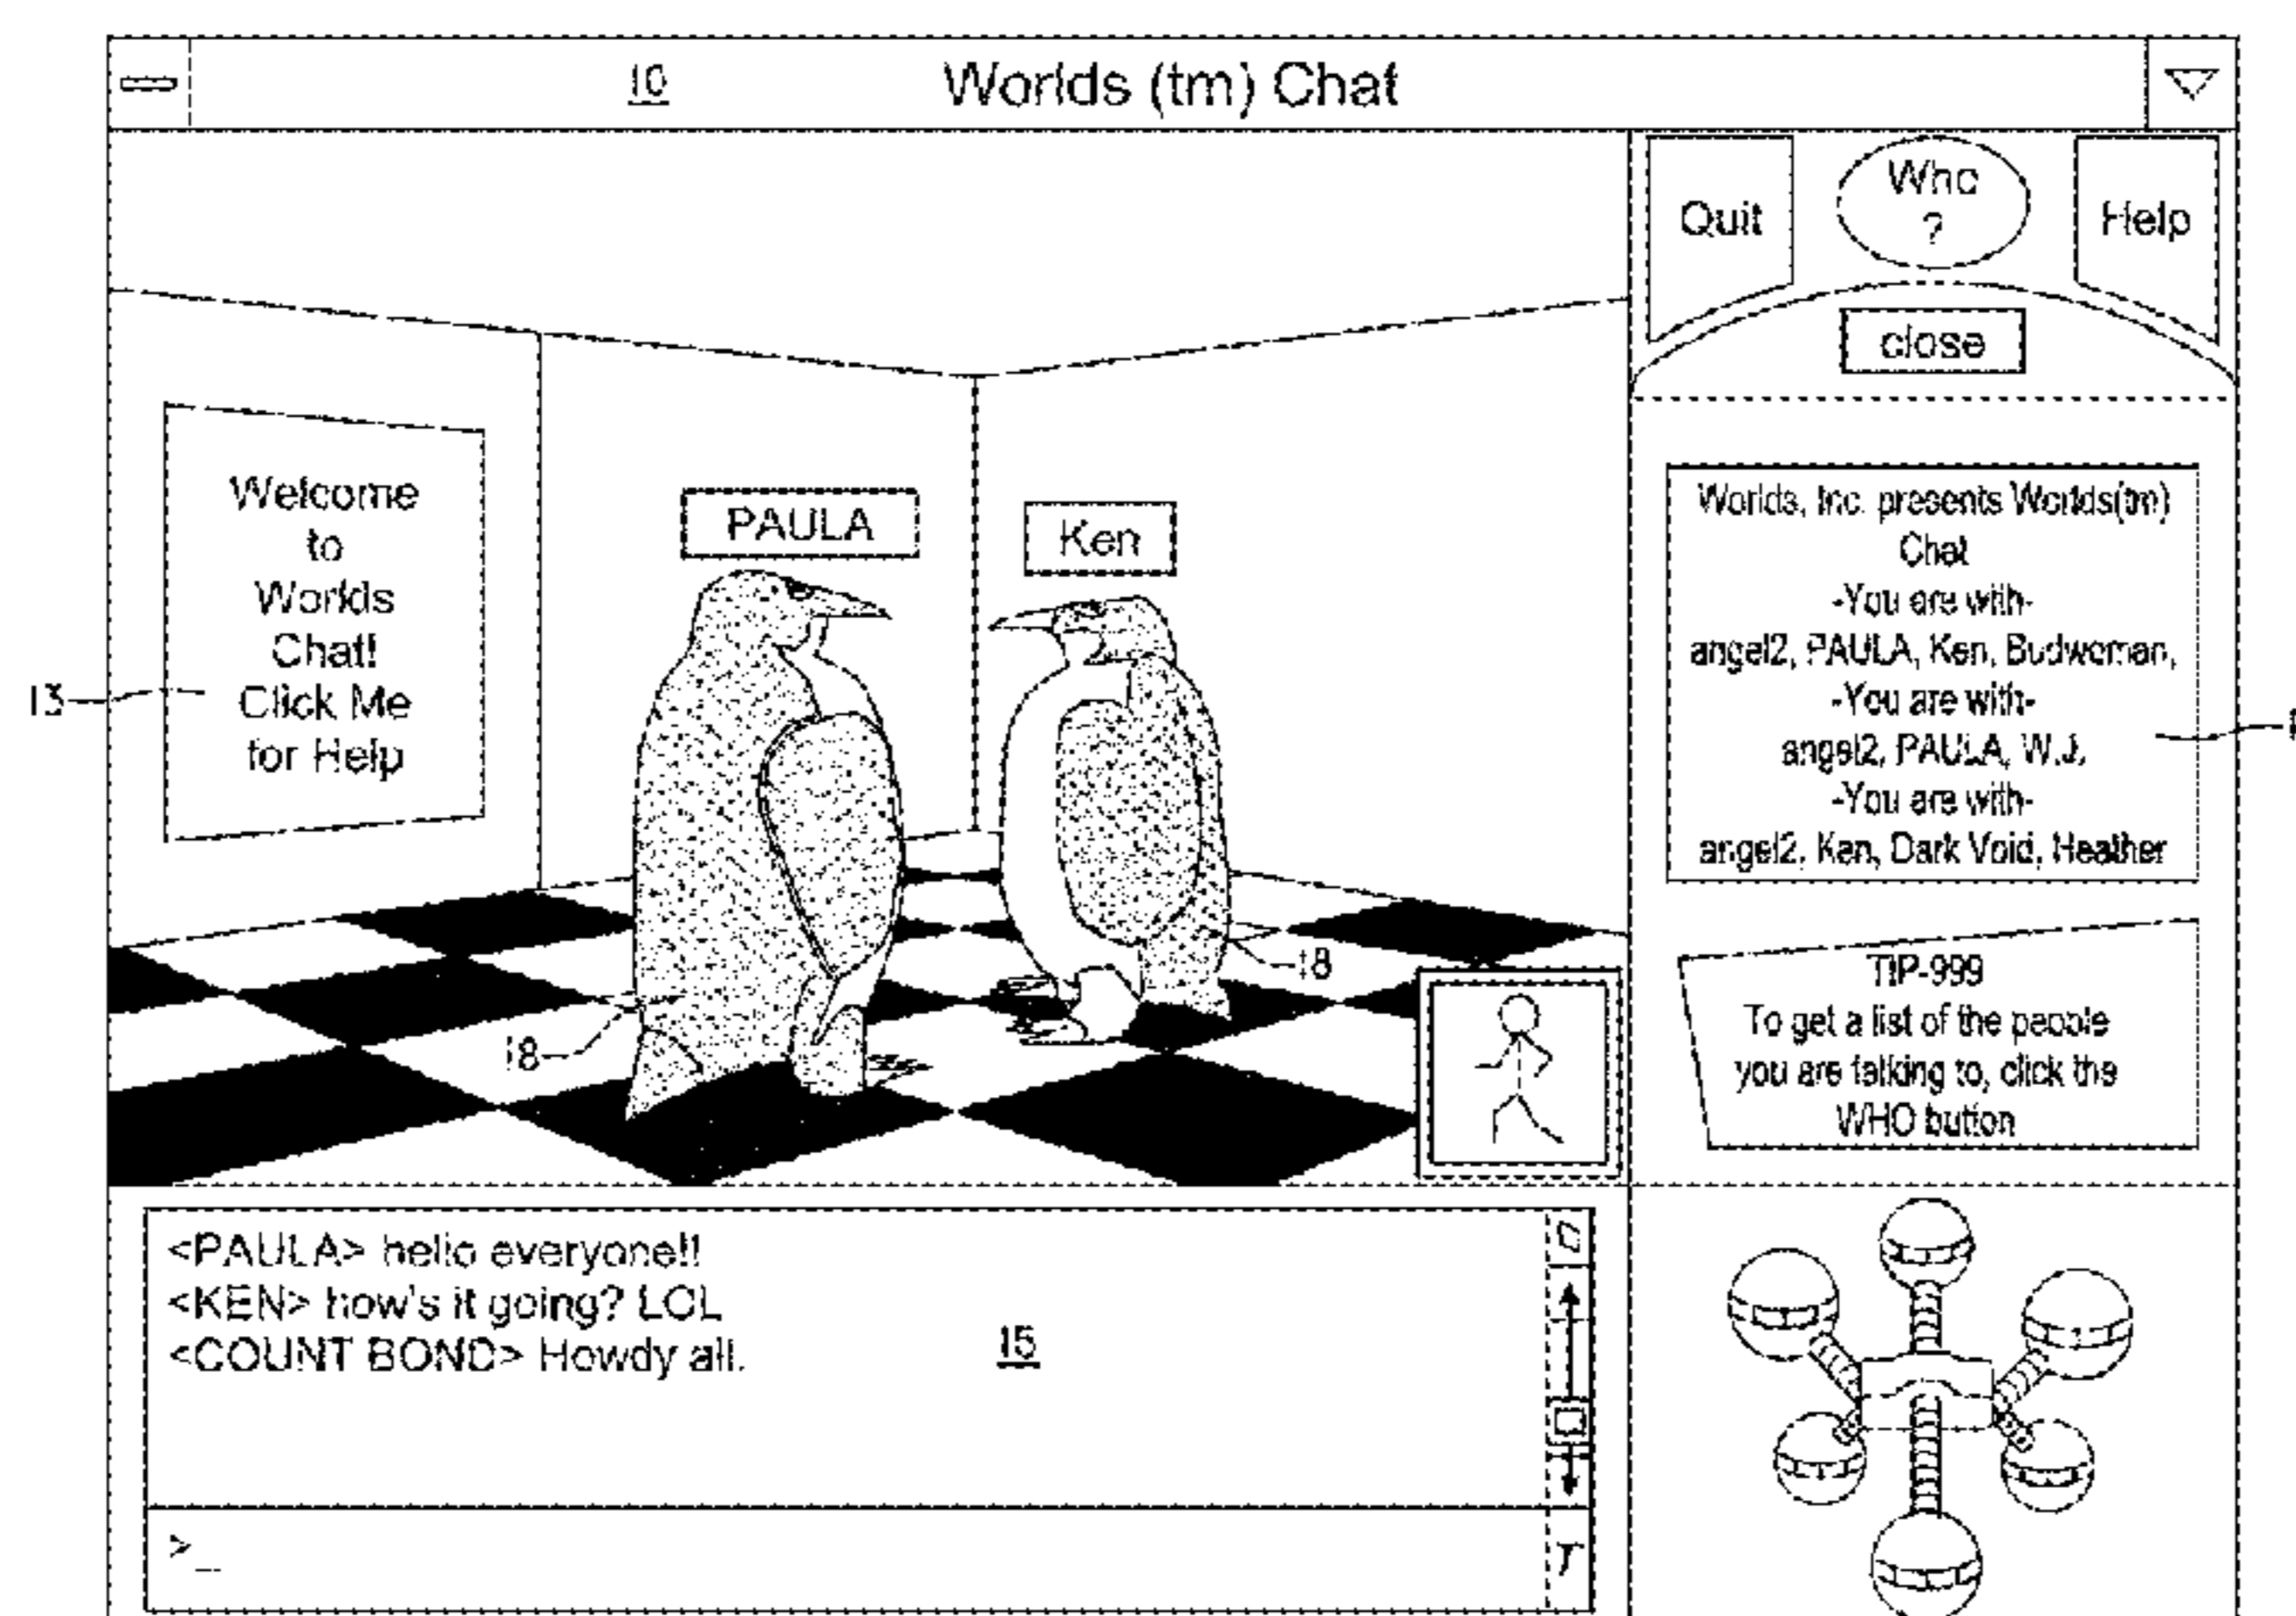 10 Worlds (tm) Chat
Quit
Who
?
Help
close
Welcome
to
Worlds
Chat!
Click Me
for Help
13
PAULA
Ken
18
18
Worlds, Inc. presents Worlds(tm)
Chat
-You are with-
angel2, PAULA, Ken, Budwoman,
-You are with-
angel2, PAULA, W.J.
-You are with-
angel2, Ken, Dark Void, Heather
TIP-999
To get a list of the people
you are talking to, click the
WHO button
<PAULA> hello everyone!!
<KEN> how's it going? LOL
<COUNT BOND> Howdy all.
15
>_